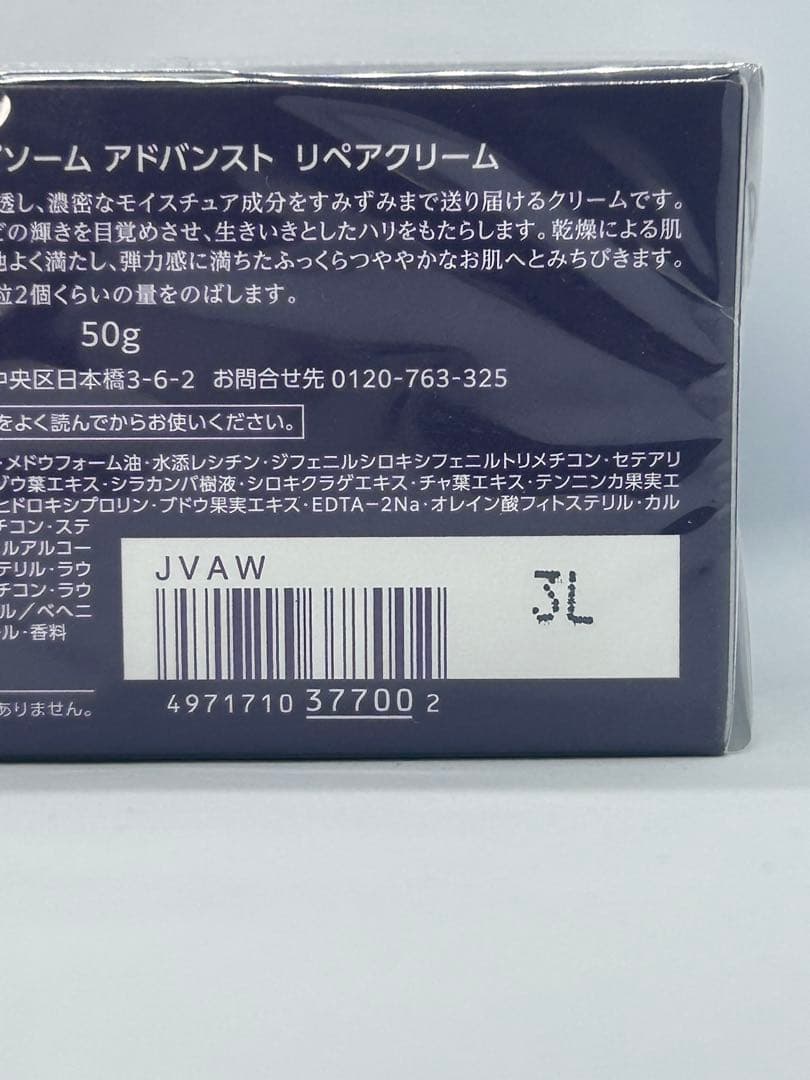 ソーム アドバンスト リペアクリーム
透し、濃密なモイスチュア成分をすみずみまで送り届けるクリームです。
どの輝きを目覚めさせ、生きいきとしたハリをもたらします。乾燥による肌
地よく満たし、弾力感に満ちたふっくらつややかなお肌へとみちびきます。
粒2個くらいの量をのばします。
50g
中央区日本橋3-6-2 お問合せ先 0120-763-325
をよく読んでからお使いください。
・メドウフォーム油・水添レシチン・ジフェニルシロキシフェニルトリメチコン・セテアリ
ゾウ葉エキス・シラカンバ樹液・シロキクラゲエキス・チャ葉エキス・テンニンカ果実エ
ヒドロキシプロリン・ブドウ果実エキス・EDTA－2Na・オレイン酸フィトステリル・カル
チコン・ステ
ルアルコー
テリル・ラウ
チコン・ラウ
ル／ベヘニ
ール・香料
ありません。
JVAW
3L
4971710 37700 2